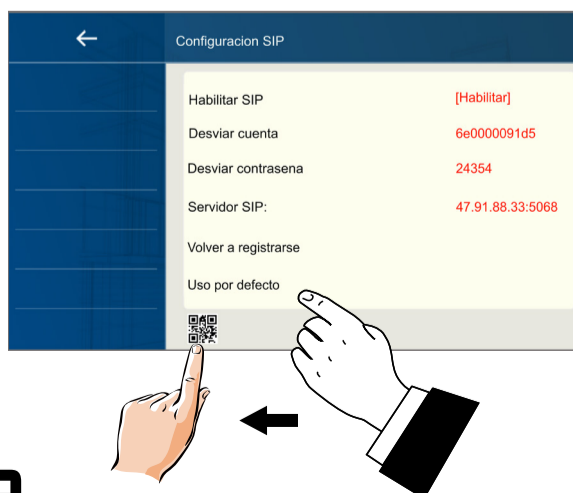 Configuracion SIP
Habilitar SIP [Habilitar]
Desviar cuenta 6e0000091d5
Desviar contrasena 24354
Servidor SIP: 47.91.88.33:5068
Volver a registrarse
Uso por defecto